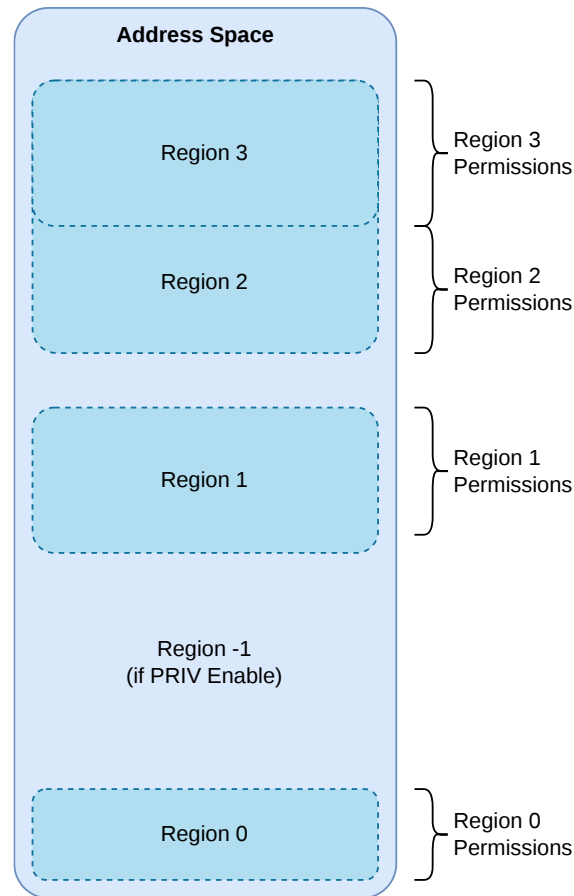 Address Space
Region 3
Region 3
Permissions
Region 2
Region 2
Permissions
Region 1
Region 1
Permissions
Region -1
(if PRIV Enable)
Region 0
Region 0
Permissions